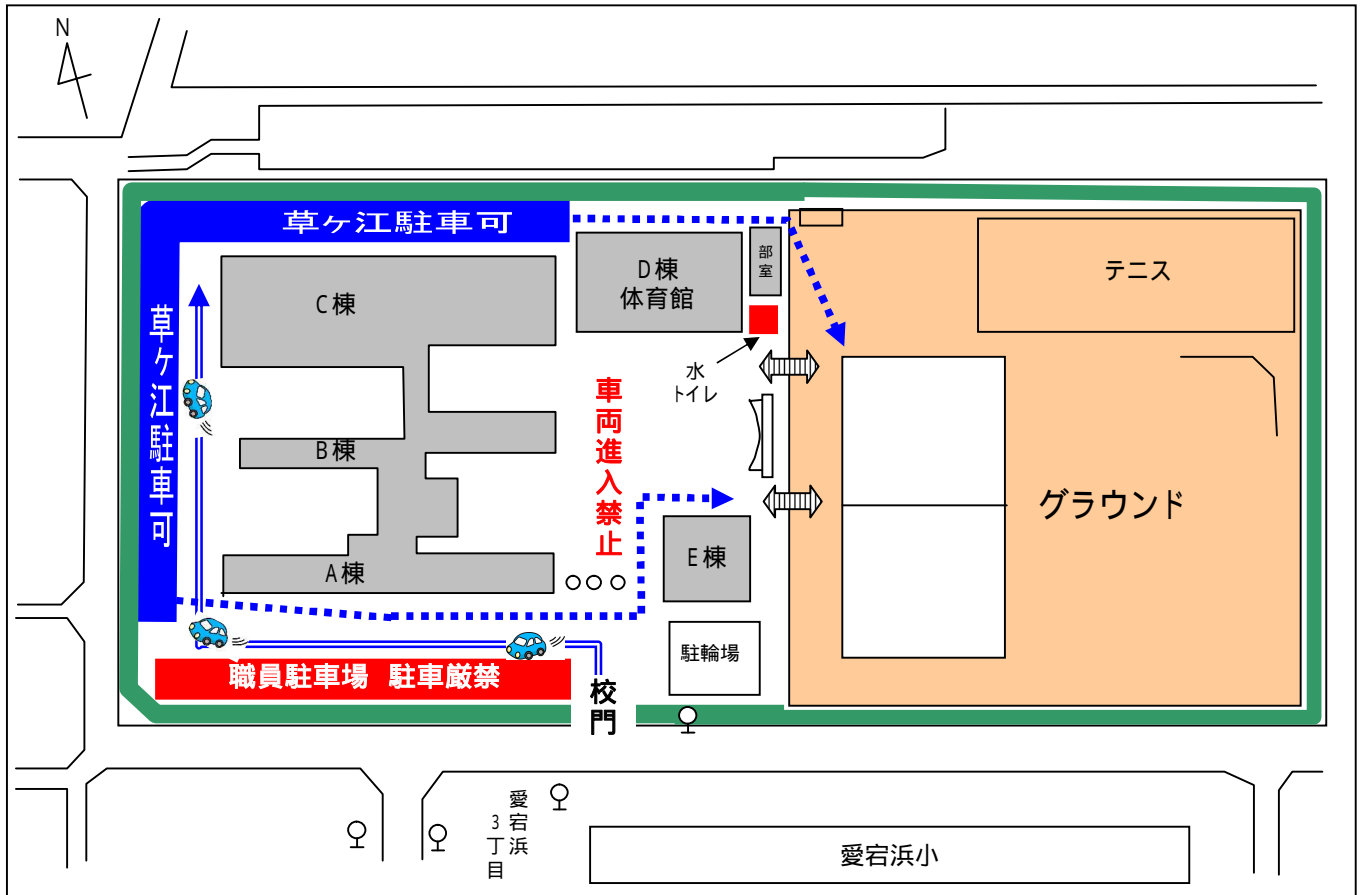 N
草ヶ江駐車可
草ヶ江駐車可
C棟
D棟
体育館
部室
テニス
水
トイレ
車両進入禁止
B棟
グラウンド
A棟
E棟
駐輪場
職員駐車場 駐車厳禁
校門
愛宕浜
3丁目
愛宕浜小